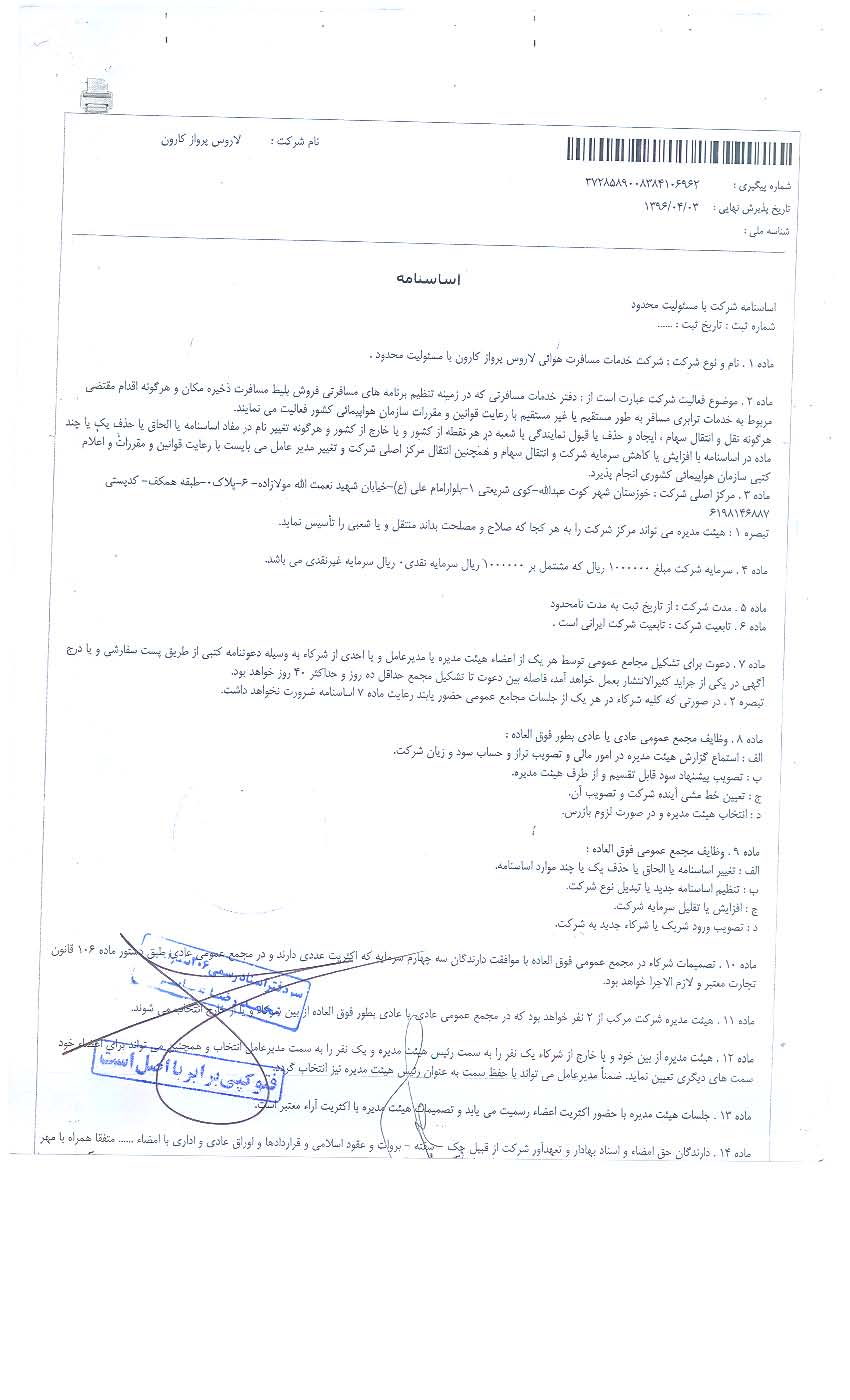 نام شرکت : لاروس پرواز کارون
شماره پیگیری : ۳۷۲۸۵۸۹۰۰۸۳۸۴۱۰۶۹۶۲
تاریخ پذیرش نهایی : ۱۳۹۶/۰۴/۰۳
شناسه ملی :
اساسنامه
اساسنامه شرکت با مسئولیت محدود
شماره ثبت : تاریخ ثبت : ......
ماده ۱ . نام و نوع شرکت : شرکت خدمات مسافرت هوائی لاروس پرواز کارون با مسئولیت محدود .
ماده ۲ . موضوع فعالیت شرکت عبارت است از : دفتر خدمات مسافرتی که در زمینه تنظیم برنامه های مسافرتی فروش بلیط مسافرت ذخیره مکان و هرگونه اقدام مقتضی
مربوط به خدمات ترابری مسافر به طور مستقیم یا غیر مستقیم با رعایت قوانین و مقررات سازمان هواپیمائی کشور فعالیت می نمایند.
هرگونه نقل و انتقال سهام ، ایجاد و حذف یا قبول نمایندگی یا شعبه در هر نقطه از کشور و یا خارج از کشور و هرگونه تغییر نام در مفاد اساسنامه یا الحاق یا حذف یک یا چند
ماده در اساسنامه با افزایش یا کاهش سرمایه شرکت و انتقال سهام و همچنین انتقال مرکز اصلی شرکت و تغییر مدیر عامل می بایست با رعایت قوانین و مقررات و اعلام
کتبی سازمان هواپیمائی کشوری انجام پذیرد.
ماده ۳ . مرکز اصلی شرکت : خوزستان شهر کوت عبدالله-کوی شریعتی ۱-بلوارامام علی (ع)-خیابان شهید نعمت الله مولازاده- ۶-پلاک۰-طبقه همکف- کدپستی
۶۱۹۸۱۴۶۸۸۷
تبصره ۱ : هیئت مدیره می تواند مرکز شرکت را به هر کجا که صلاح و مصلحت بداند منتقل و یا شعبی را تأسیس نماید.
ماده ۴ . سرمایه شرکت مبلغ ۱۰۰۰۰۰۰ ریال که مشتمل بر ۱۰۰۰۰۰۰ ریال سرمایه نقدی۰ ریال سرمایه غیرنقدی می باشد.
ماده ۵ . مدت شرکت : از تاریخ ثبت به مدت نامحدود
ماده ۶ . تابعیت شرکت : تابعیت شرکت ایرانی است .
ماده ۷ . دعوت برای تشکیل مجامع عمومی توسط هر یک از اعضاء هیئت مدیره یا مدیرعامل و یا احدی از شرکاء به وسیله دعوتنامه کتبی از طریق پست سفارشی و یا درج
آگهی در یکی از جراید کثیرالانتشار بعمل خواهد آمد، فاصله بین دعوت تا تشکیل مجمع حداقل ده روز و حداکثر ۴۰ روز خواهد بود.
تبصره ۲ . در صورتی که کلیه شرکاء در هر یک از جلسات مجامع عمومی حضور یابند رعایت ماده ۷ اساسنامه ضرورت نخواهد داشت.
ماده ۸ . وظایف مجمع عمومی عادی یا عادی بطور فوق العاده :
الف : استماع گزارش هیئت مدیره در امور مالی و تصویب تراز و حساب سود و زیان شرکت.
ب : تصویب پیشنهاد سود قابل تقسیم و از طرف هیئت مدیره.
ج : تعیین خط مشی آینده شرکت و تصویب آن.
د : انتخاب هیئت مدیره و در صورت لزوم بازرس.
ماده ۹ . وظایف مجمع عمومی فوق العاده :
الف : تغییر اساسنامه یا الحاق یا حذف یک یا چند موارد اساسنامه.
ب : تنظیم اساسنامه جدید یا تبدیل نوع شرکت.
ج : افزایش یا تقلیل سرمایه شرکت.
د : تصویب ورود شریک یا شرکاء جدید به شرکت.
ماده ۱۰ . تصمیمات شرکاء در مجمع عمومی فوق العاده با موافقت دارندگان سه چهارم سرمایه که اکثریت عددی دارند و در مجمع عمومی عادی طبق دستور ماده ۱۰۶ قانون
تجارت معتبر و لازم الاجرا خواهد بود.
سر دفتر اسناد رسمی
ماده ۱۱ . هیئت مدیره شرکت مرکب از ۲ نفر خواهد بود که در مجمع عمومی عادی یا عادی بطور فوق العاده از بین شرکاء و یا از خارج انتخاب می شوند.
ماده ۱۲ . هیئت مدیره از بین خود و یا خارج از شرکاء یک نفر را به سمت رئیس هیئت مدیره و یک نفر را به سمت مدیرعامل انتخاب و همچنین می تواند برای اعضاء خود
سمت های دیگری تعیین نماید. ضمناً مدیرعامل می تواند با حفظ سمت به عنوان رئیس هیئت مدیره نیز انتخاب گردد.
فتوکپی برابر با اصل است
ماده ۱۳ . جلسات هیئت مدیره با حضور اکثریت اعضاء رسمیت می یابد و تصمیمات هیئت مدیره با اکثریت آراء معتبر است.
ماده ۱۴ . دارندگان حق امضاء و اسناد بهادار و تعهدآور شرکت از قبیل چک - سفته - بروات و عقود اسلامی و قراردادها و اوراق عادی و اداری با امضاء ...... متفقا همراه با مهر